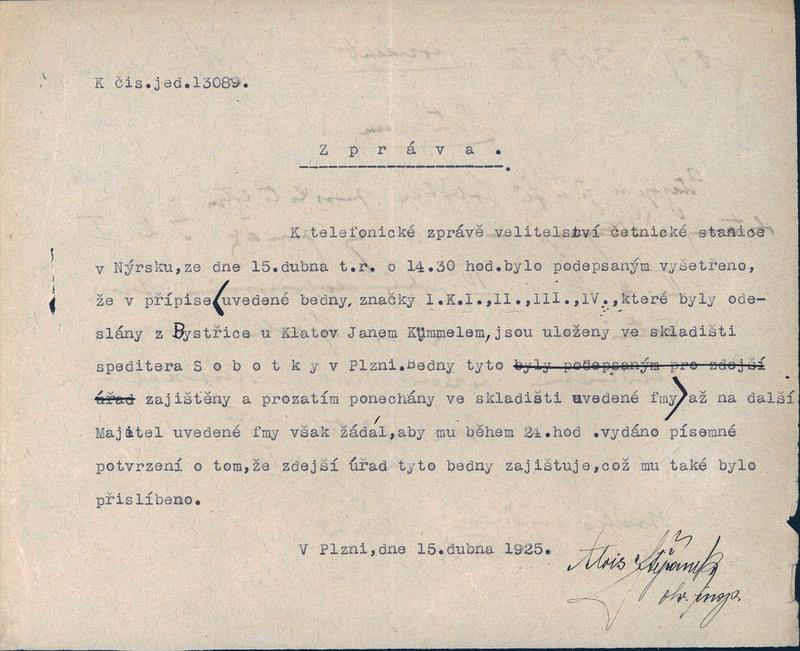 K čis.jed.13089.
Z p r á v a .
K telefonické zprávě velitelství četnické stanice
v Nýrsku,ze dne 15.dubna t.r. o 14.30 hod.bylo podepsaným vyšetřeno,
že v přípise uvedené bedny, značky I.K.I.,II.,III.,IV.,které byly ode-
slány z Bystřice u Klatov Janem Kümmelem,jsou uloženy ve skladišti
speditera S o b o t k y v Plzni.Bedny tyto byly podepsaným pro zdejší
úřad zajištěny a prozatím ponechány ve skladišti uvedené fmy až na další
Majitel uvedené fmy však žádál,aby mu během 24.hod .vydáno písemné
potvrzení o tom,že zdejší úřad tyto bedny zajištuje,což mu také bylo
přislíbeno.
V Plzni,dne 15.dubna 1925.
Alois